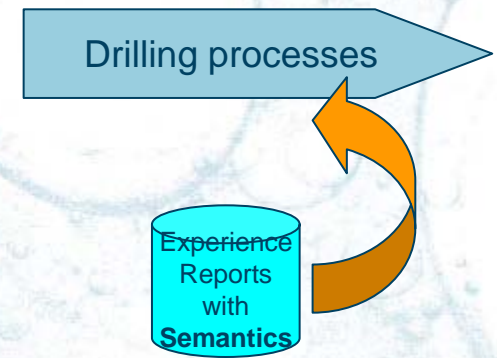 Drilling processes
Experience
Reports
with
Semantics